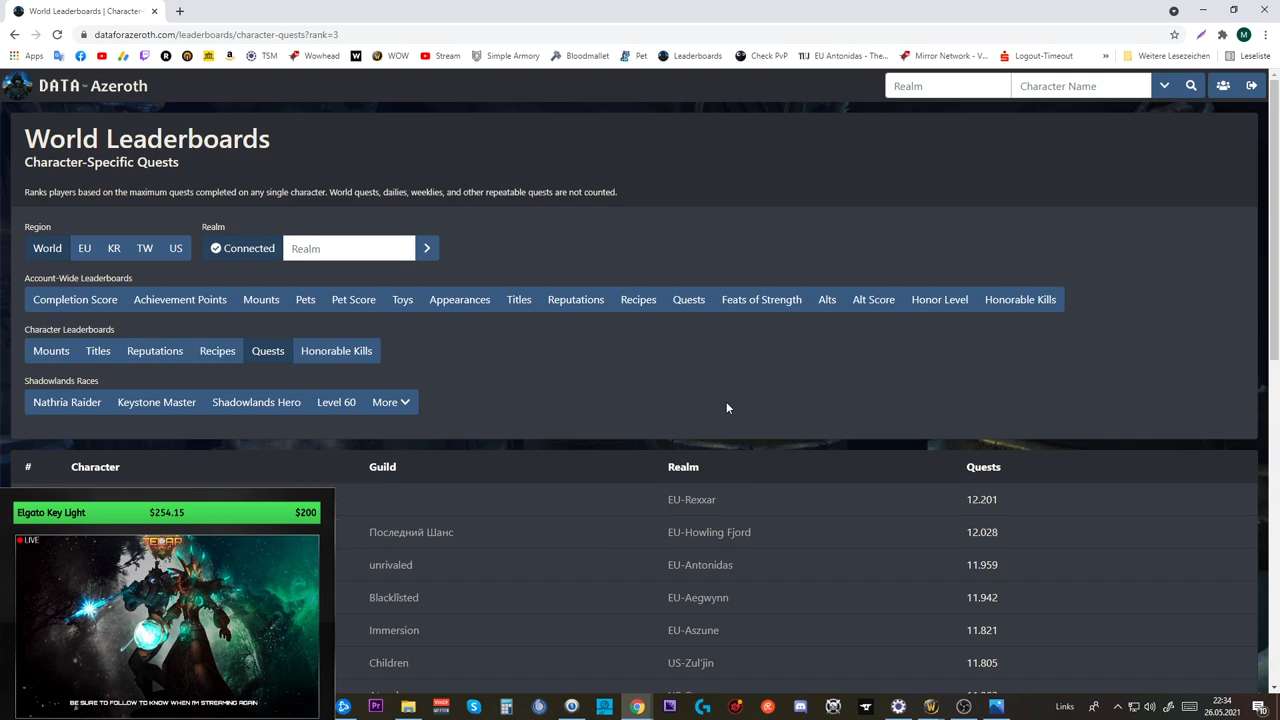 World Leaderboards | Character-
dataforazeroth.com/leaderboards/character-quests?rank=3
Apps TSM Wowhead WOW Stream Simple Armory Bloodmallet Pet Leaderboards Check PvP EU Antonidas - The... Mirror Network - V... Logout-Timeout » Weitere Lesezeichen Leseliste
DATA for Azeroth Realm Character Name
World Leaderboards
Character-Specific Quests
Ranks players based on the maximum quests completed on any single character. World quests, dailies, weeklies, and other repeatable quests are not counted.
Region Realm
World EU KR TW US Connected Realm
Account-Wide Leaderboards
Completion Score Achievement Points Mounts Pets Pet Score Toys Appearances Titles Reputations Recipes Quests Feats of Strength Alts Alt Score Honor Level Honorable Kills
Character Leaderboards
Mounts Titles Reputations Recipes Quests Honorable Kills
Shadowlands Races
Nathria Raider Keystone Master Shadowlands Hero Level 60 More
# Character Guild Realm Quests
EU-Rexxar 12.201
Последний Шанс EU-Howling Fjord 12.028
unrivaled EU-Antonidas 11.959
Blacklîsted EU-Aegwynn 11.942
Immersion EU-Aszune 11.821
Children US-Zul'jin 11.805
Elgato Key Light $254.15 $200
LIVE
BE SURE TO FOLLOW TO KNOW WHEN I'M STREAMING AGAIN
Links
22:34
26.05.2021